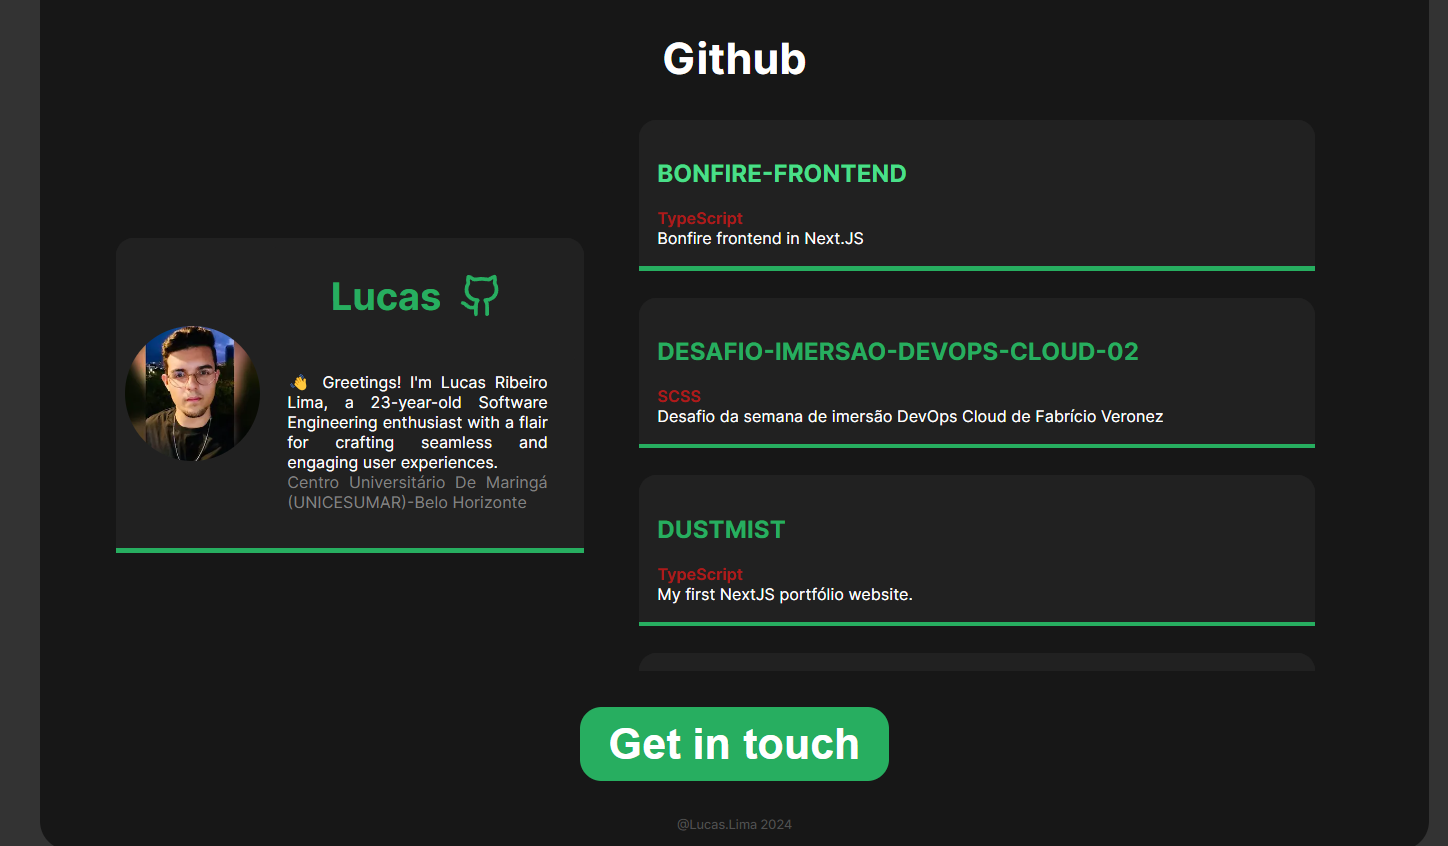 Github
Lucas
👋 Greetings! I'm Lucas Ribeiro
Lima, a 23-year-old Software
Engineering enthusiast with a flair
for crafting seamless and
engaging user experiences.
Centro Universitário De Maringá
(UNICESUMAR)-Belo Horizonte
BONFIRE-FRONTEND
TypeScript
Bonfire frontend in Next.JS
DESAFIO-IMERSAO-DEVOPS-CLOUD-02
SCSS
Desafio da semana de imersão DevOps Cloud de Fabrício Veronez
DUSTMIST
TypeScript
My first NextJS portfólio website.
Get in touch
@Lucas.Lima 2024